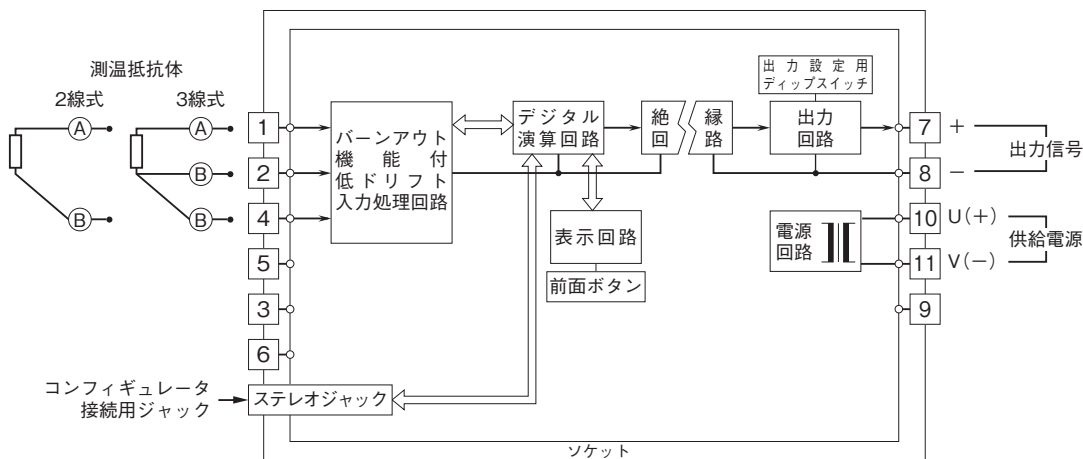 測温抵抗体
2線式
3線式
A
B
A
B
B
1
2
4
5
3
6
バーンアウト
機能付
低ドリフト
入力処理回路
デジタル
演算回路
絶縁
回路
出力設定用
ディップスイッチ
出力
回路
表示回路
前面ボタン
電源
回路
7
8
10
11
9
+
−
出力信号
U(+)
V(−)
供給電源
コンフィギュレータ
接続用ジャック
ステレオジャック
ソケット